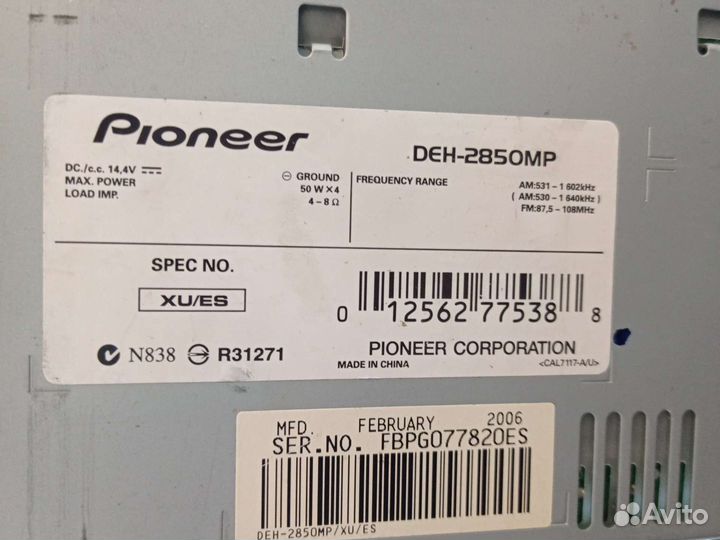 Pioneer
DEH-2850MP
DC./c.c. 14,4V
MAX. POWER
LOAD IMP.
⊖ GROUND
50 W×4
4–8 Ω
FREQUENCY RANGE
AM:531–1 602kHz
( AM:530–1 640kHz )
FM:87,5–108MHz
SPEC NO.
XU/ES
0 12562 77538 8
N838 R31271
PIONEER CORPORATION
MADE IN CHINA
<CAL7117-A/U>
MFD. FEBRUARY 2006
SER.NO. FBPG077820ES
DEH-2850MP/XU/ES
Avito